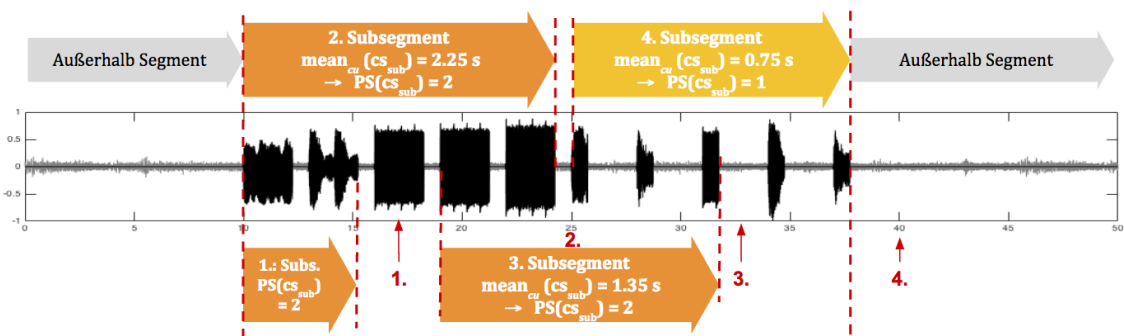 2. Subsegment
mean_cu (cs_sub) = 2.25 s
→ PS(cs_sub) = 2
4. Subsegment
mean_cu (cs_sub) = 0.75 s
→ PS(cs_sub) = 1
Außerhalb Segment
Außerhalb Segment
1
0.5
0
-0.5
-1
0 5 10 15 20 25 30 35 40 45 50
1.: Subs.
PS(cs_sub)
= 2
1.
2.
3. Subsegment
mean_cu (cs_sub) = 1.35 s
→ PS(cs_sub) = 2
3.
4.